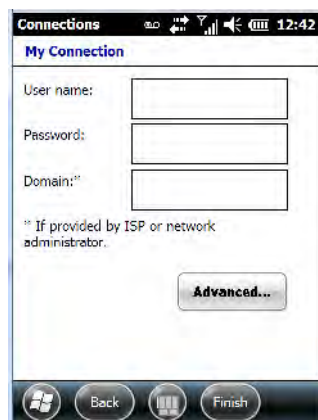 Connections 12:42
My Connection
User name:
Password:
Domain:*
* If provided by ISP or network
administrator.
Advanced...
Back Finish